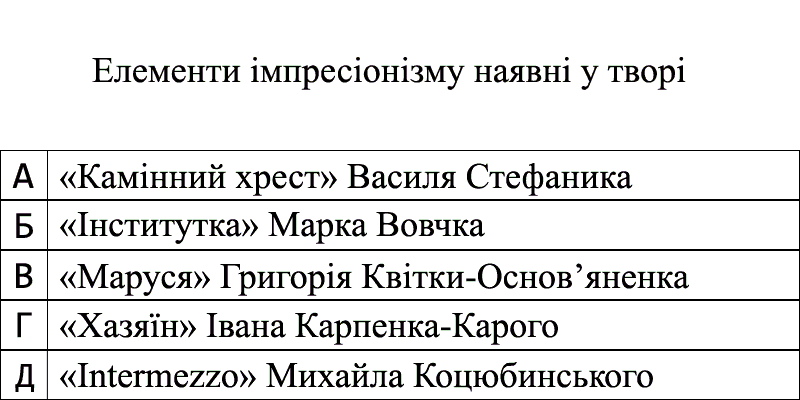 Елементи імпресіонізму наявні у творі
А «Камінний хрест» Василя Стефаника
Б «Інститутка» Марка Вовчка
В «Маруся» Григорія Квітки-Основ’яненка
Г «Хазяїн» Івана Карпенка-Карого
Д «Intermezzo» Михайла Коцюбинського